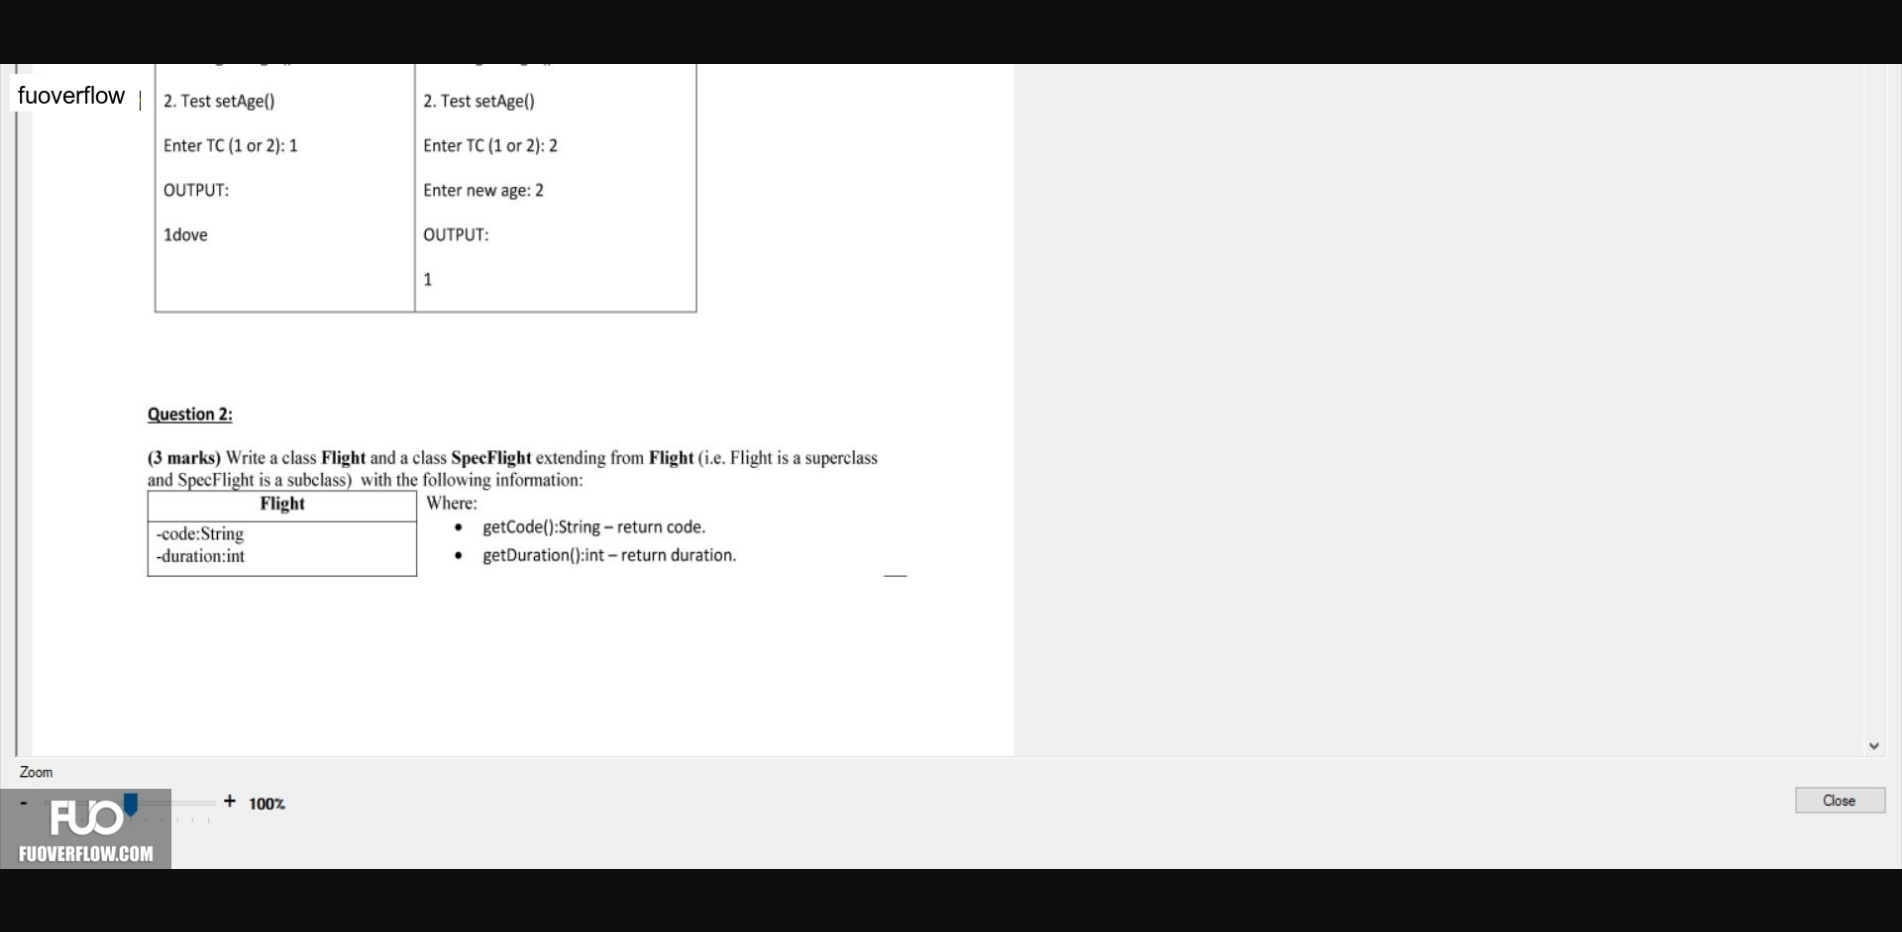 fuoverflow
2. Test setAge()
Enter TC (1 or 2): 1
OUTPUT:
1dove
2. Test setAge()
Enter TC (1 or 2): 2
Enter new age: 2
OUTPUT:
1
Question 2:
(3 marks) Write a class Flight and a class SpecFlight extending from Flight (i.e. Flight is a superclass
and SpecFlight is a subclass) with the following information:
Flight
-code:String
-duration:int
Where:
• getCode():String – return code.
• getDuration():int – return duration.
Zoom
- + 100%
Close
FUO
FUOVERFLOW.COM